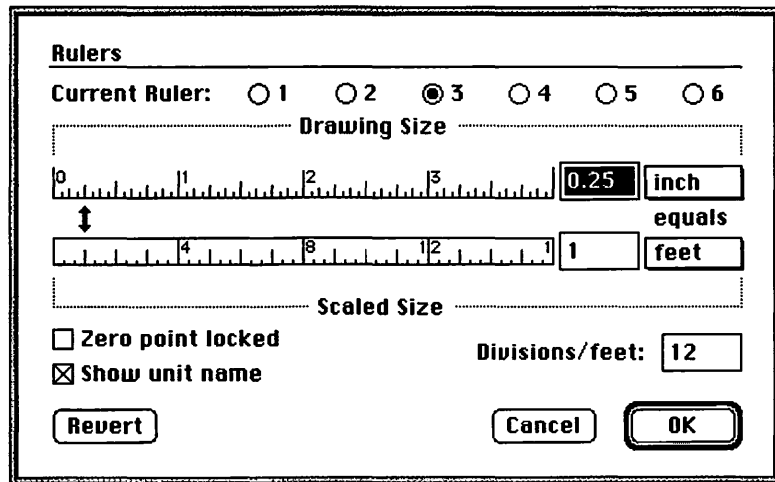 Rulers
Current Ruler: 1 2 3 4 5 6
Drawing Size
0 1 2 3 0.25 inch
equals
4 8 12 1 1 feet
Scaled Size
Zero point locked
Divisions/feet: 12
Show unit name
Revert Cancel OK